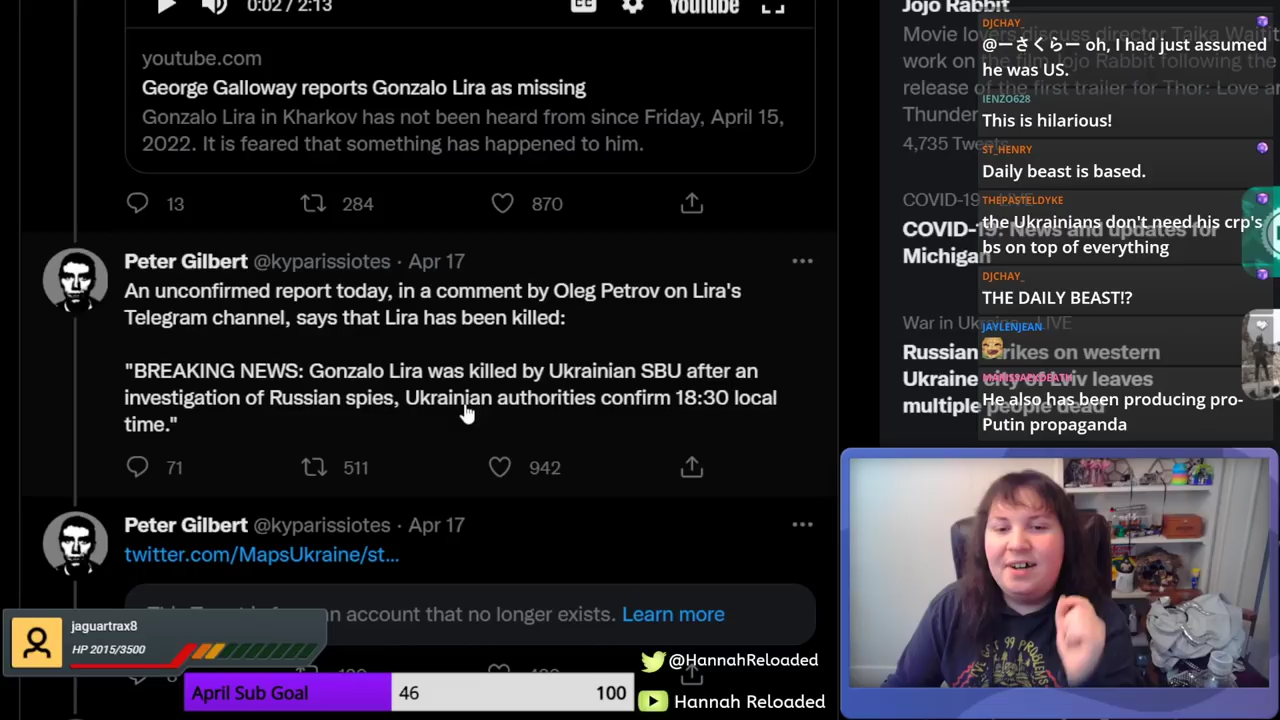 0:02 / 2:13
YouTube
youtube.com
George Galloway reports Gonzalo Lira as missing
Gonzalo Lira in Kharkov has not been heard from since Friday, April 15,
2022. It is feared that something has happened to him.
13
284
870
Peter Gilbert @kyparissiotes · Apr 17
An unconfirmed report today, in a comment by Oleg Petrov on Lira's
Telegram channel, says that Lira has been killed:
"BREAKING NEWS: Gonzalo Lira was killed by Ukrainian SBU after an
investigation of Russian spies, Ukrainian authorities confirm 18:30 local
time."
71
511
942
Peter Gilbert @kyparissiotes · Apr 17
twitter.com/MapsUkraine/st...
an account that no longer exists. Learn more
jaguartrax8
HP 2015/3500
April Sub Goal 46 100
@HannahReloaded
Hannah Reloaded
Jojo Rabbit
Movie lovers discuss director Taika
work on the film Jojo Rabbit following the
release of the first trailer for Thor: Love
Thunder
4,735 Tweets
COVID-19
COVID-19: News and updates for
Michigan
War in Ukraine LIVE
Russian strikes on western
Ukraine city of Lviv leaves
multiple people dead
DJCHAY_
@ーさくらー oh, I had just assumed
he was US.
IENZO628
This is hilarious!
ST_HENRY
Daily beast is based.
THEPASTELDYKE
the Ukrainians don't need his crp's
bs on top of everything
DJCHAY_
THE DAILY BEAST!?
JAYLENJEAN
He also has been producing pro-
Putin propaganda